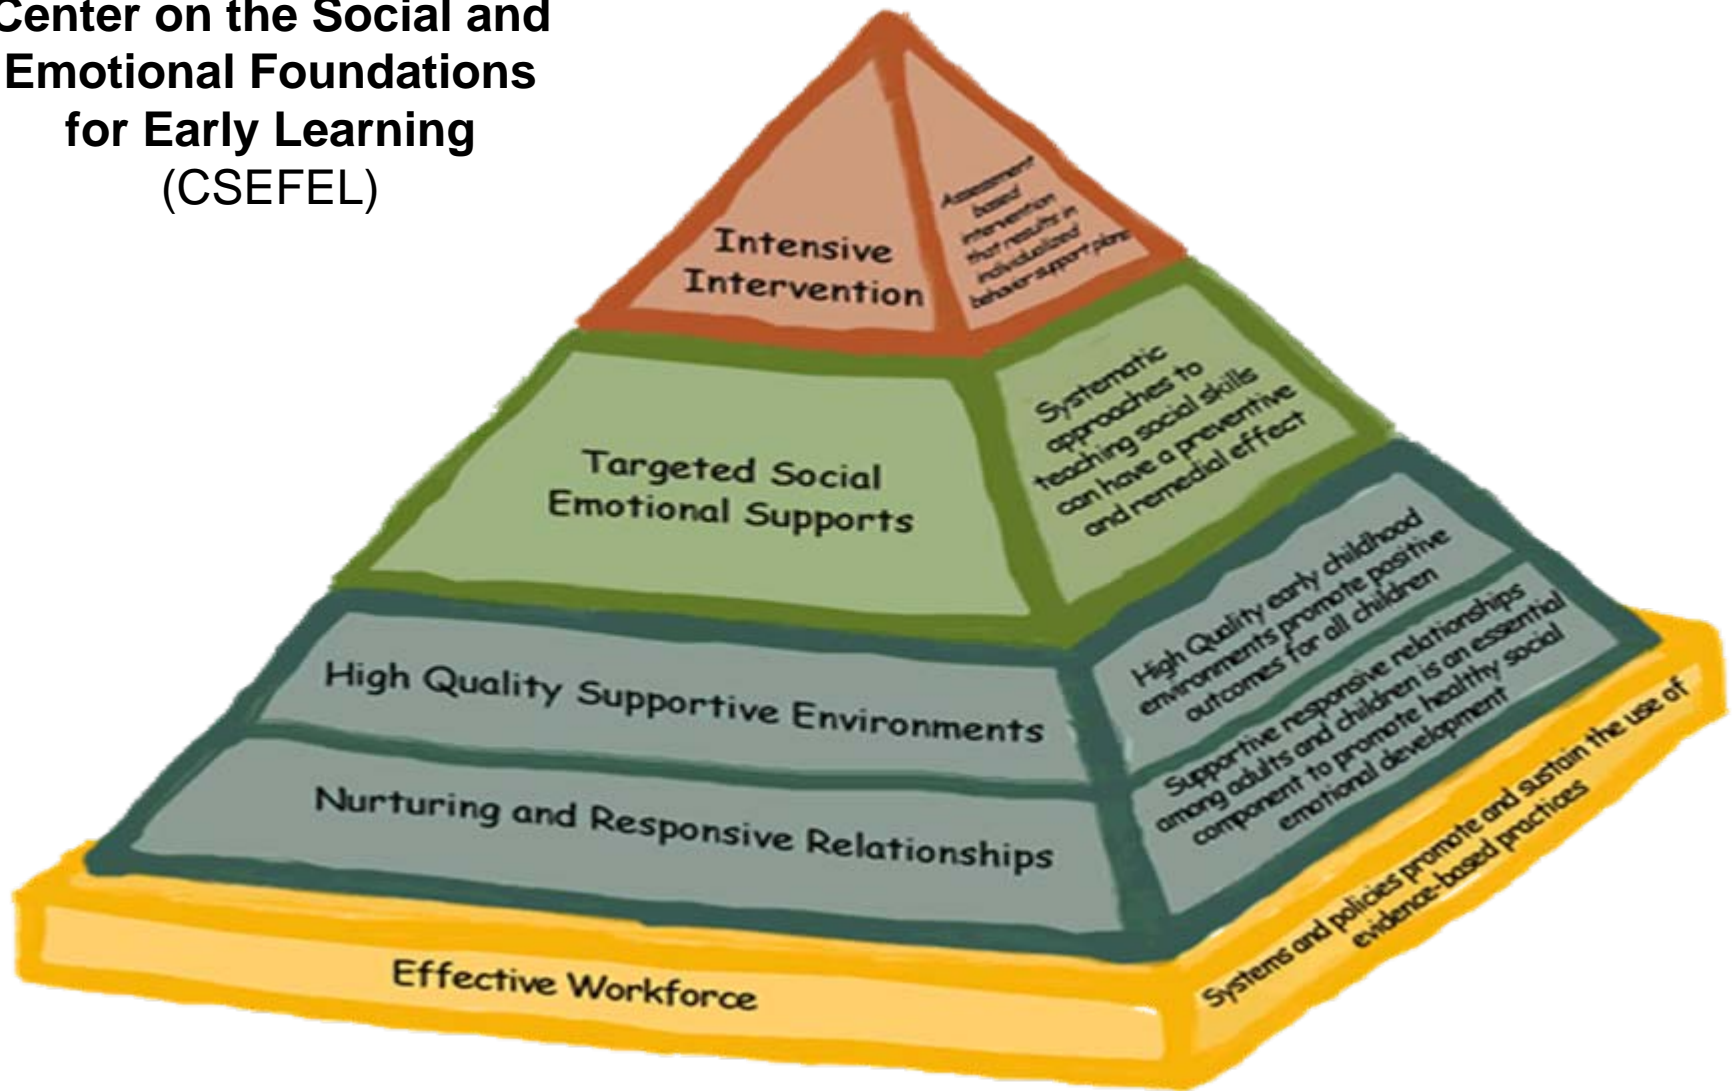 Center on the Social and
Emotional Foundations
for Early Learning
(CSEFEL)
Intensive
Intervention
Assessment
based
intervention
that results in
individualized
behavior support plans
Targeted Social
Emotional Supports
Systematic
approaches to
teaching social skills
can have a preventive
and remedial effect
High Quality Supportive Environments
High Quality early childhood
environments promote positive
outcomes for all children
Nurturing and Responsive Relationships
Supportive responsive relationships
among adults and children is an essential
component to promote healthy social
emotional development
Effective Workforce
Systems and policies promote and sustain the use of
evidence-based practices